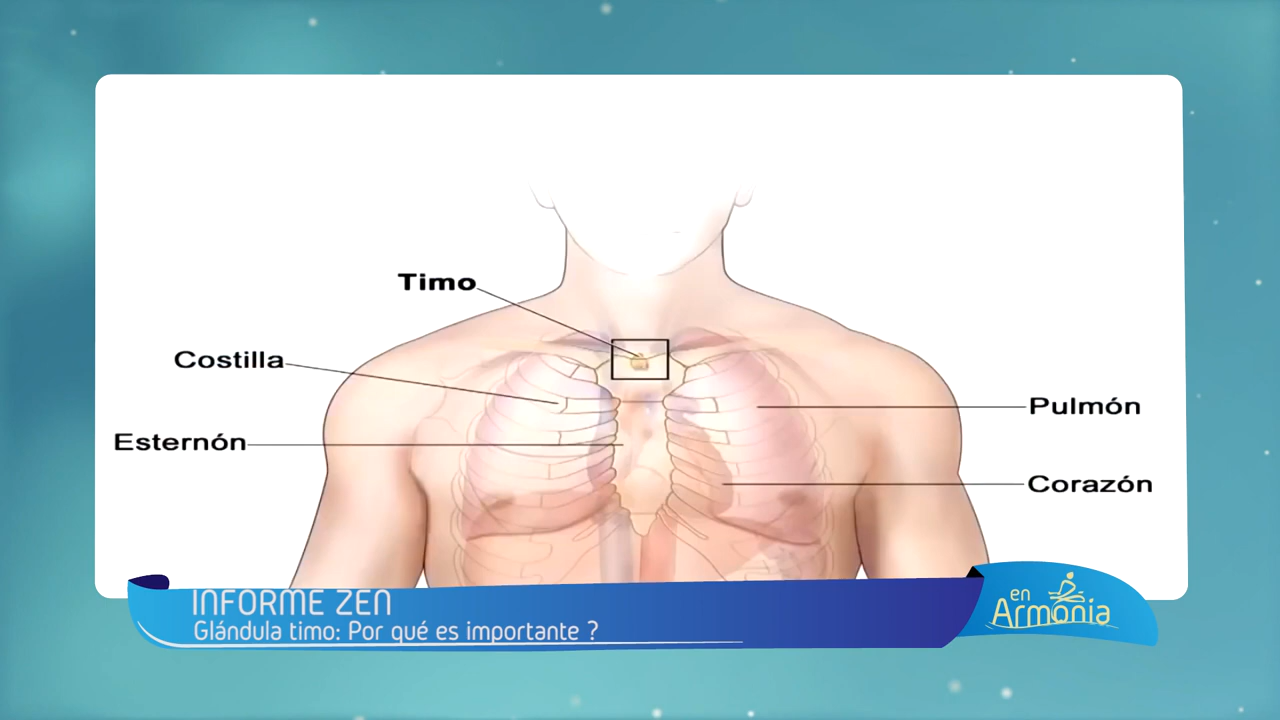 Timo
Costilla
Esternón
Pulmón
Corazón
INFORME ZEN
Glándula timo: Por qué es importante ?
en
Armonía